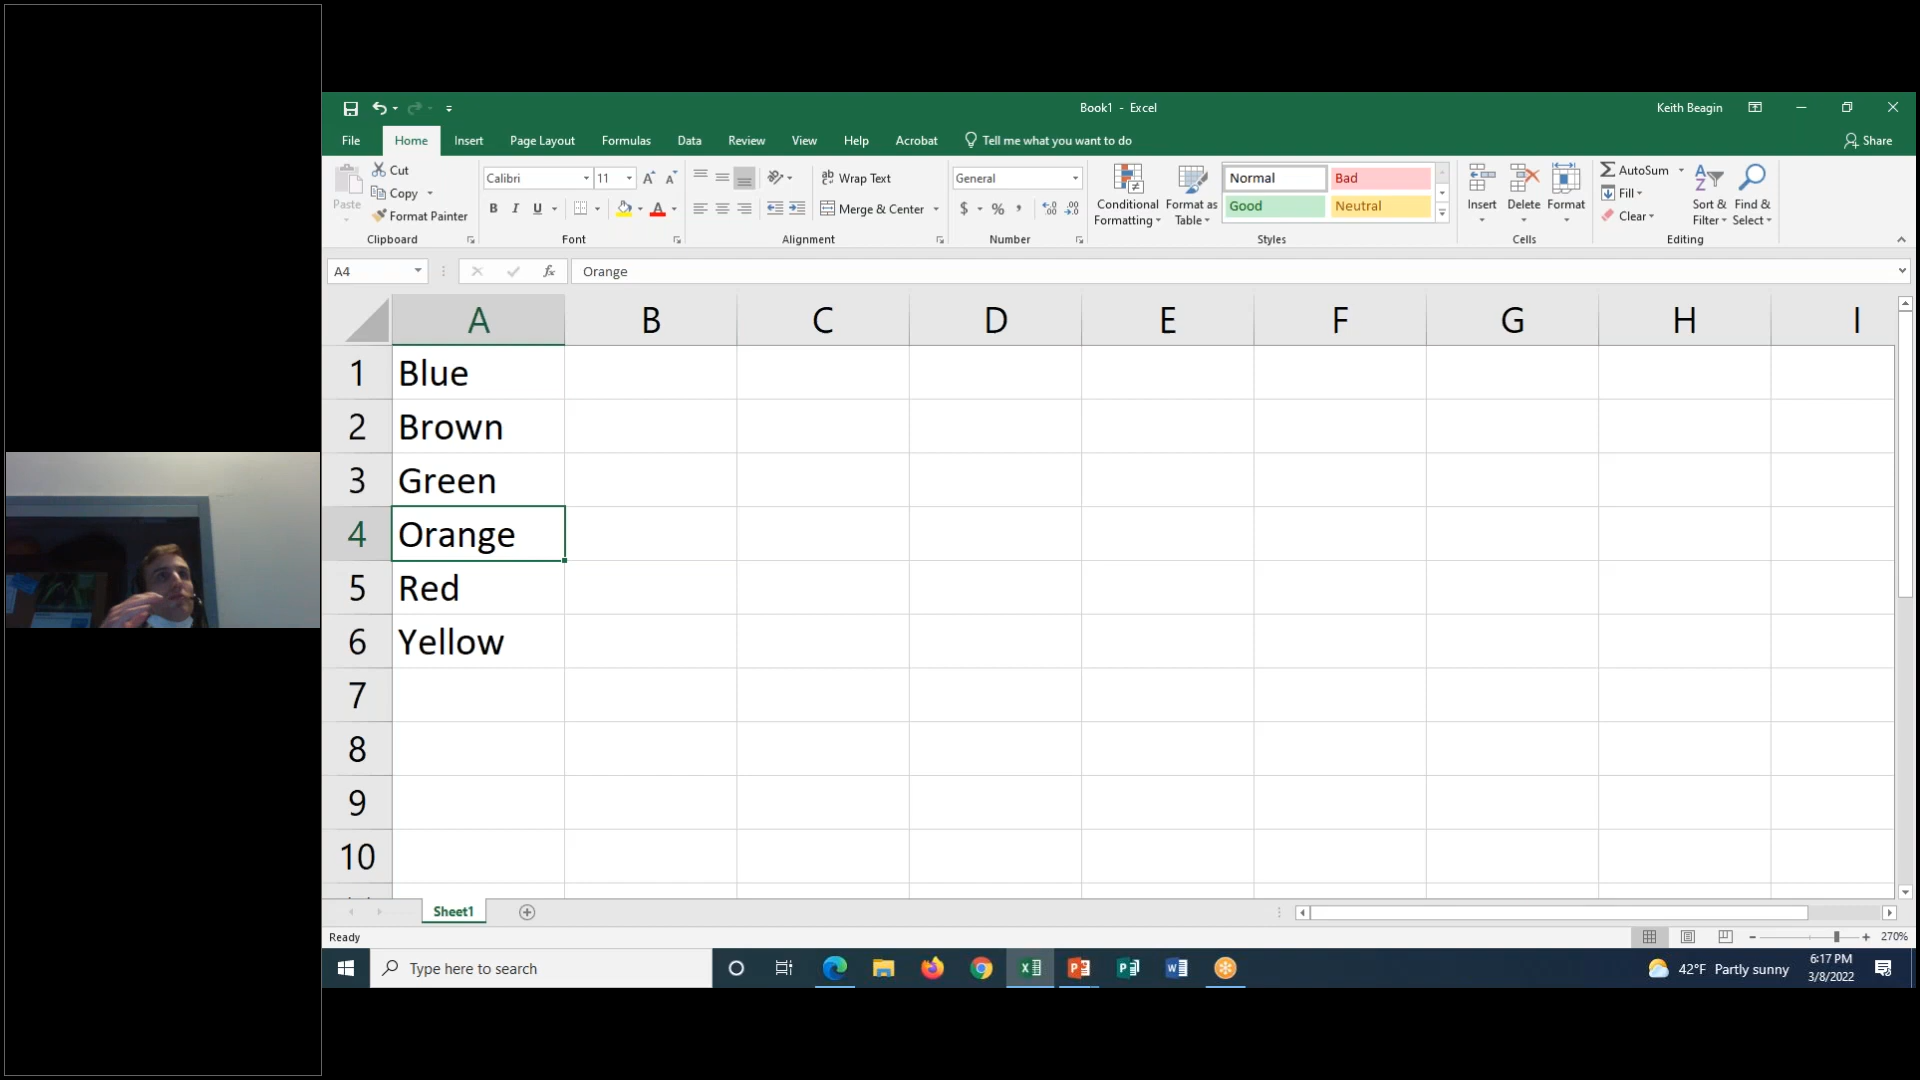 Book1 - Excel
Keith Beagin
File Home Insert Page Layout Formulas Data Review View Help Acrobat Tell me what you want to do Share
Paste
Cut
Copy
Format Painter
Clipboard
Calibri 11
B I U A
Font
Wrap Text
Merge & Center
Alignment
General
$ % ,
Number
Conditional Formatting
Format as Table
Normal Bad
Good Neutral
Styles
Insert Delete Format
Cells
AutoSum
Fill
Clear
Sort & Filter
Find & Select
Editing
A4 fx Orange
A B C D E F G H I
1 Blue
2 Brown
3 Green
4 Orange
5 Red
6 Yellow
7
8
9
10
Sheet1
Ready 270%
Type here to search
42°F Partly sunny
6:17 PM
3/8/2022